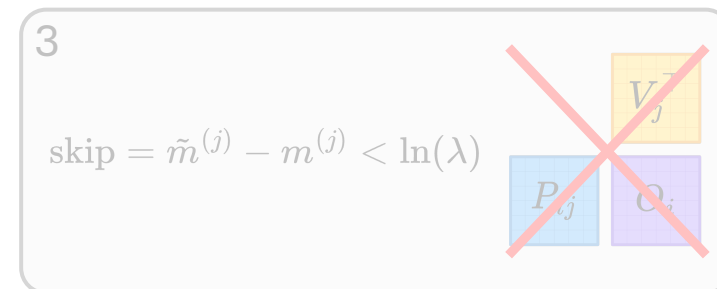 3
skip = m̃^(j) − m^(j) < ln(λ)
V_j^⊤
P_ij
O_i